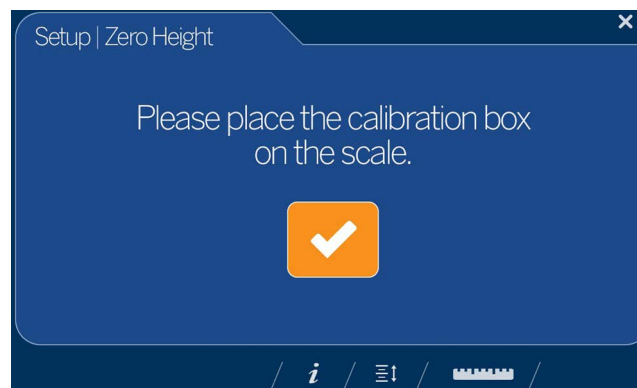 Setup | Zero Height
Please place the calibration box
on the scale.
i